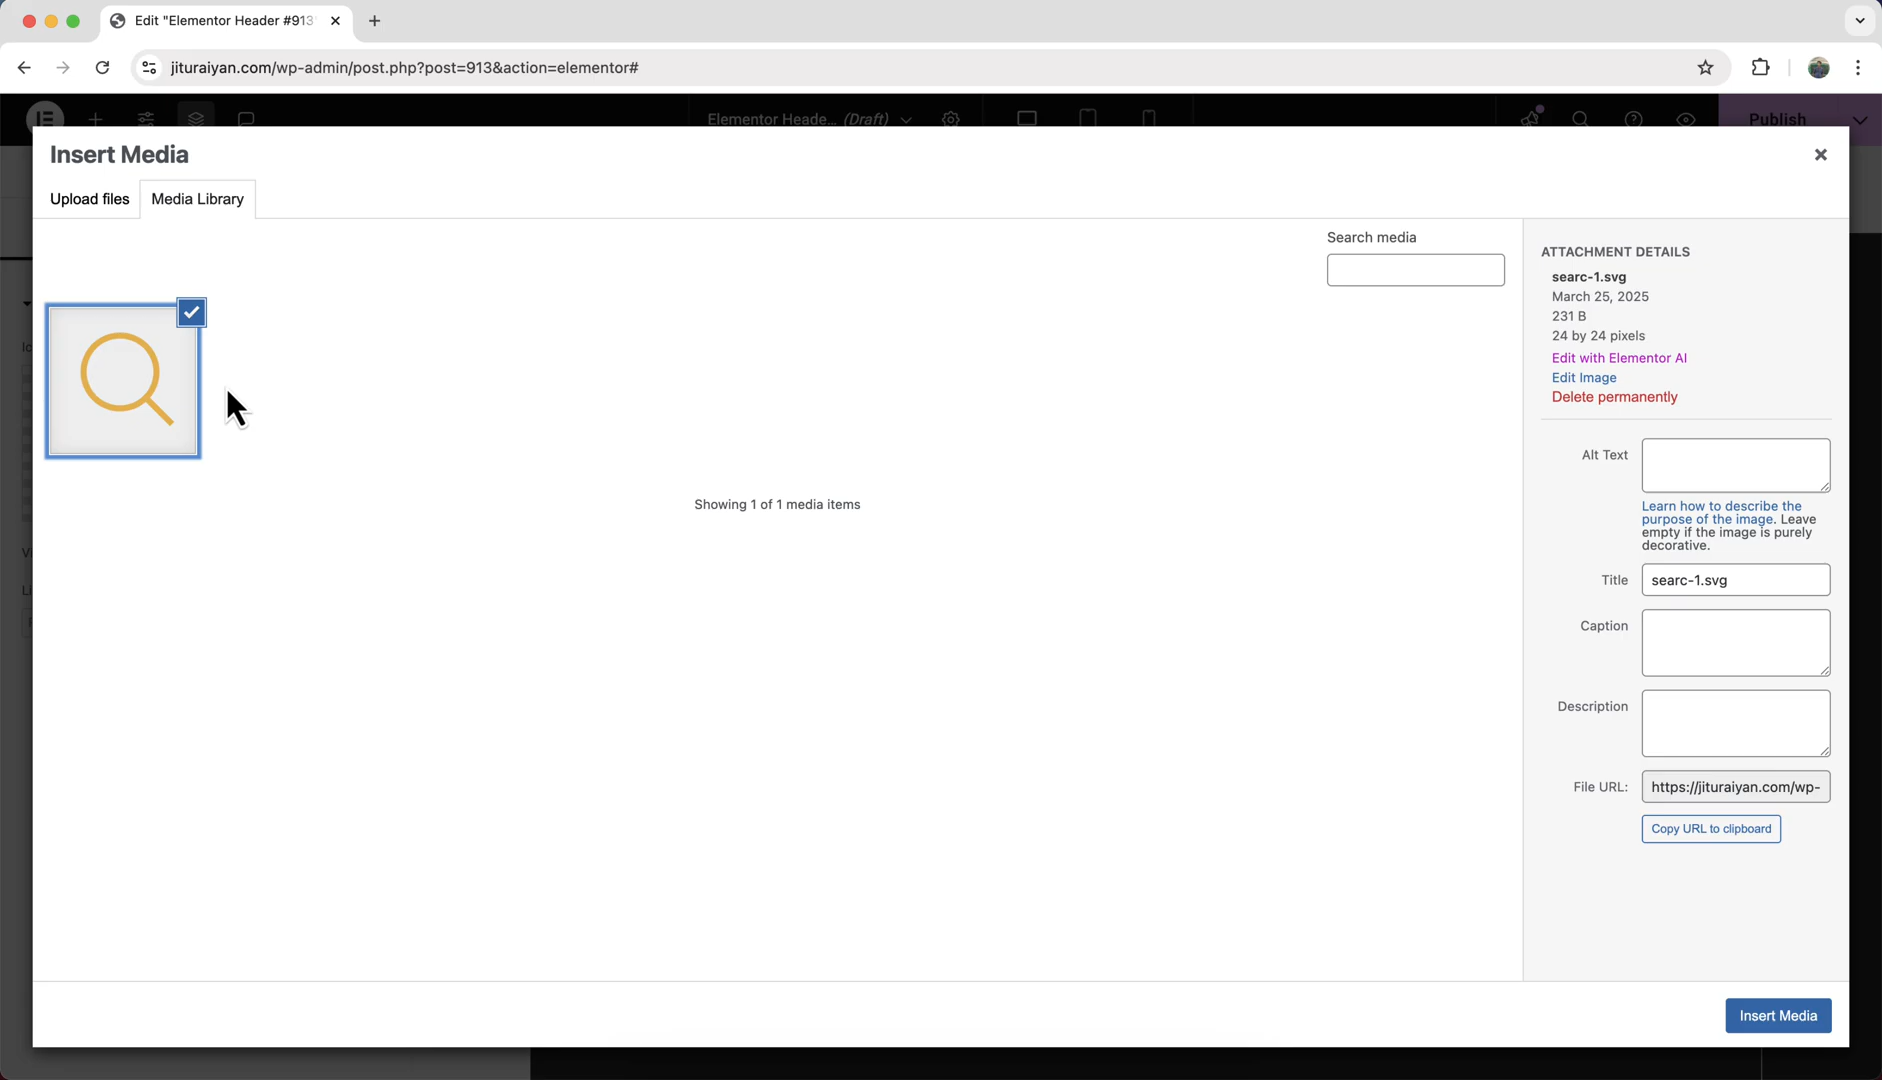 Edit "Elementor Header #913"
jituraiyan.com/wp-admin/post.php?post=913&action=elementor#
Elementor Heade... (Draft)
Publish
Insert Media
Upload files
Media Library
Search media
Showing 1 of 1 media items
ATTACHMENT DETAILS
searc-1.svg
March 25, 2025
231 B
24 by 24 pixels
Edit with Elementor AI
Edit Image
Delete permanently
Alt Text
Learn how to describe the
purpose of the image. Leave
empty if the image is purely
decorative.
Title
searc-1.svg
Caption
Description
File URL:
https://jituraiyan.com/wp-
Copy URL to clipboard
Insert Media